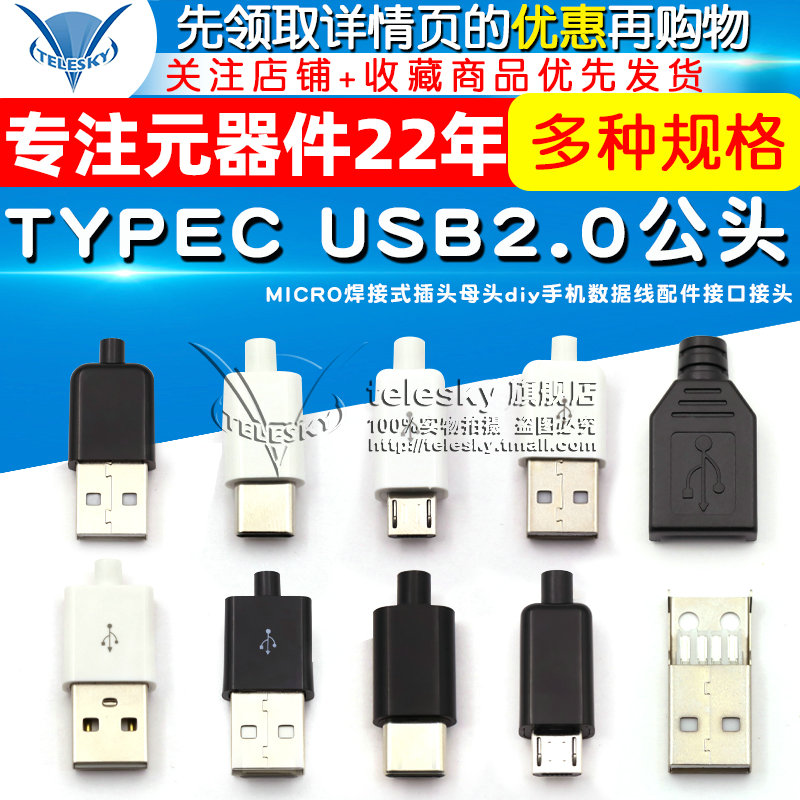 TELESKY
先领取详情页的优惠再购物
关注店铺+收藏商品优先发货
专注元器件22年
多种规格
TYPEC USB2.0公头
MICRO焊接式插头母头diy手机数据线配件接口接头
TELESKY
telesky 旗舰店
100%实物拍摄 盗图必究
http://telesky.tmall.com